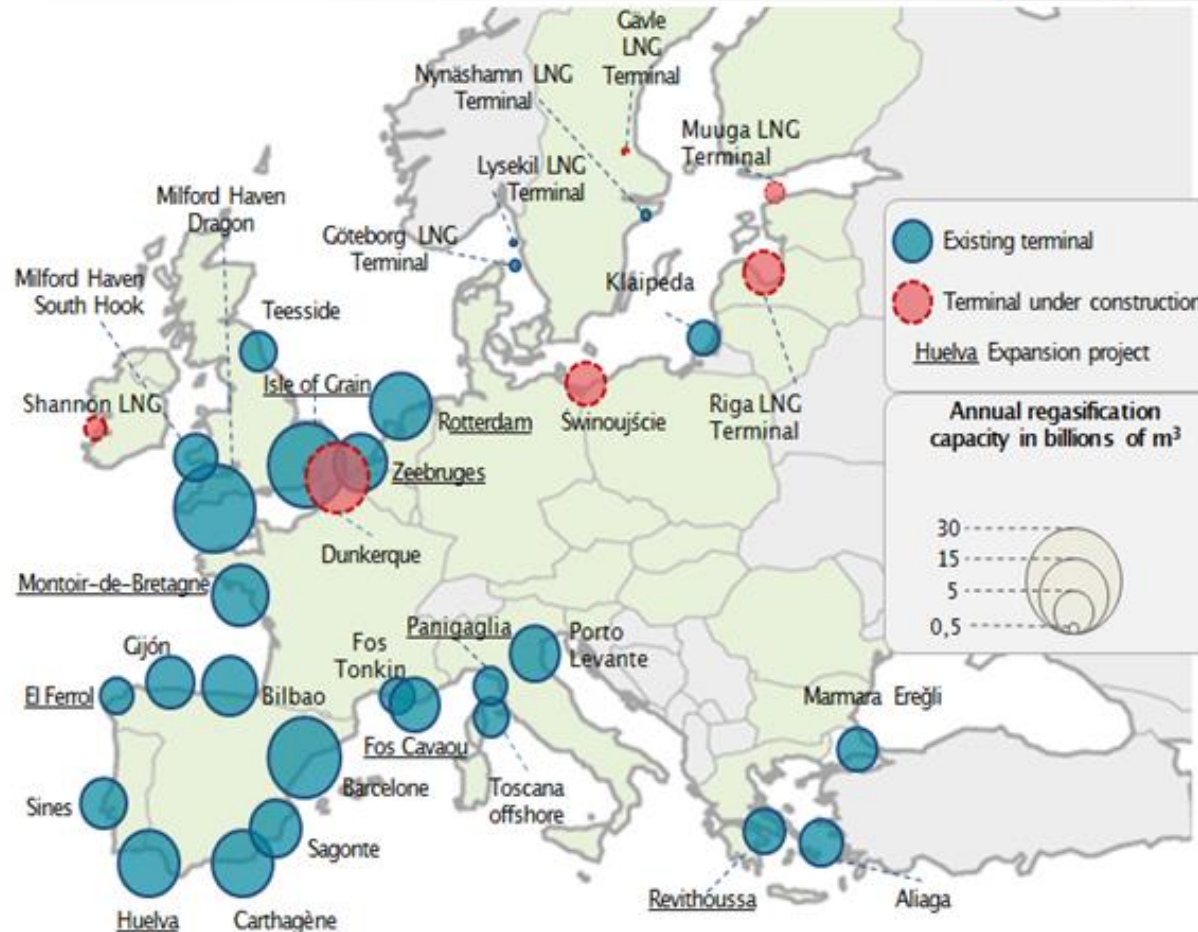 Gävle
LNG
Terminal
Nynäshamn LNG
Terminal
Muuga LNG
Terminal
Lysekil LNG
Terminal
Milford Haven
Dragon
Göteborg LNG
Terminal
Milford Haven
South Hook
Teesside
Klaipeda
Isle of Grain
Shannon LNG
Rotterdam
Świnoujście
Riga LNG
Terminal
Zeebruges
Dunkerque
Montoir-de-Bretagne
Panigaglia
Porto
Levante
Fos
Tonkin
Gijón
El Ferrol
Bilbao
Marmara Ereğli
Fos Cavaou
Barcelone
Toscana
offshore
Sines
Sagonte
Revithoussa
Aliaga
Huelva
Carthagène
Existing terminal
Terminal under construction
Huelva Expansion project
Annual regasification
capacity in billions of m³
30
15
5
0,5